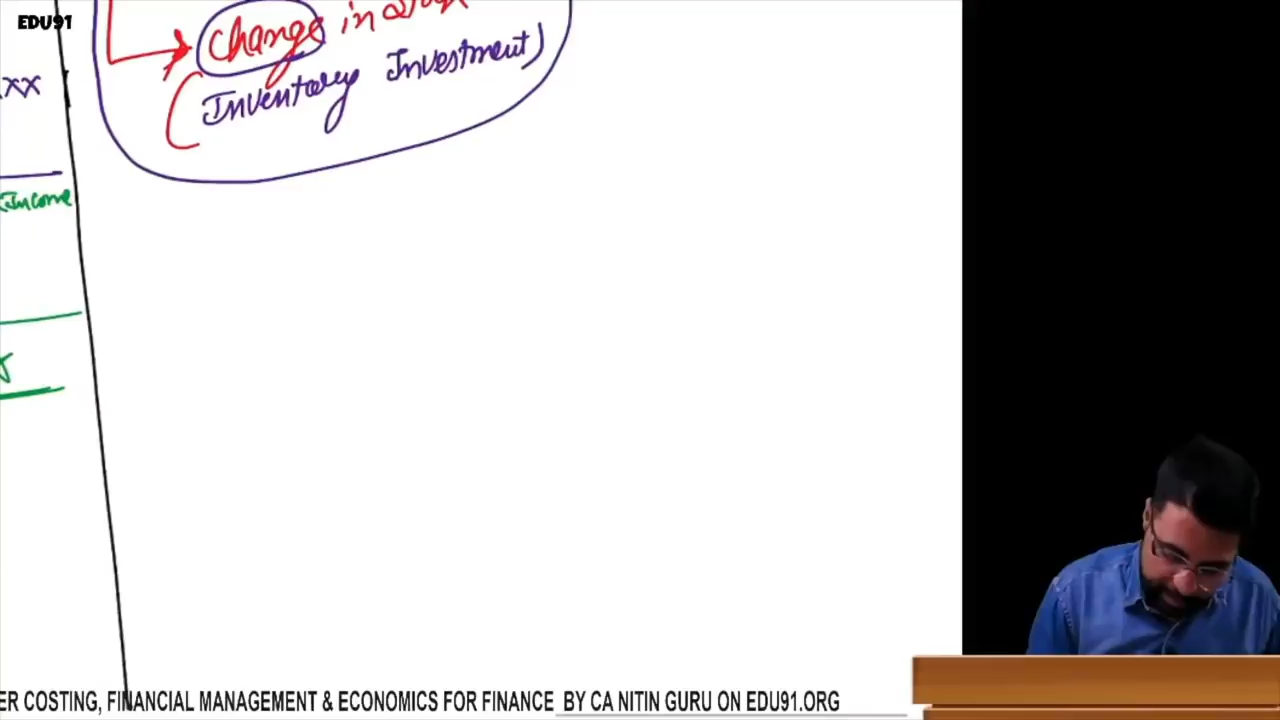 EDU91
change in
(Inventory Investment)
XX
Income
ER COSTING, FINANCIAL MANAGEMENT & ECONOMICS FOR FINANCE BY CA NITIN GURU ON EDU91.ORG